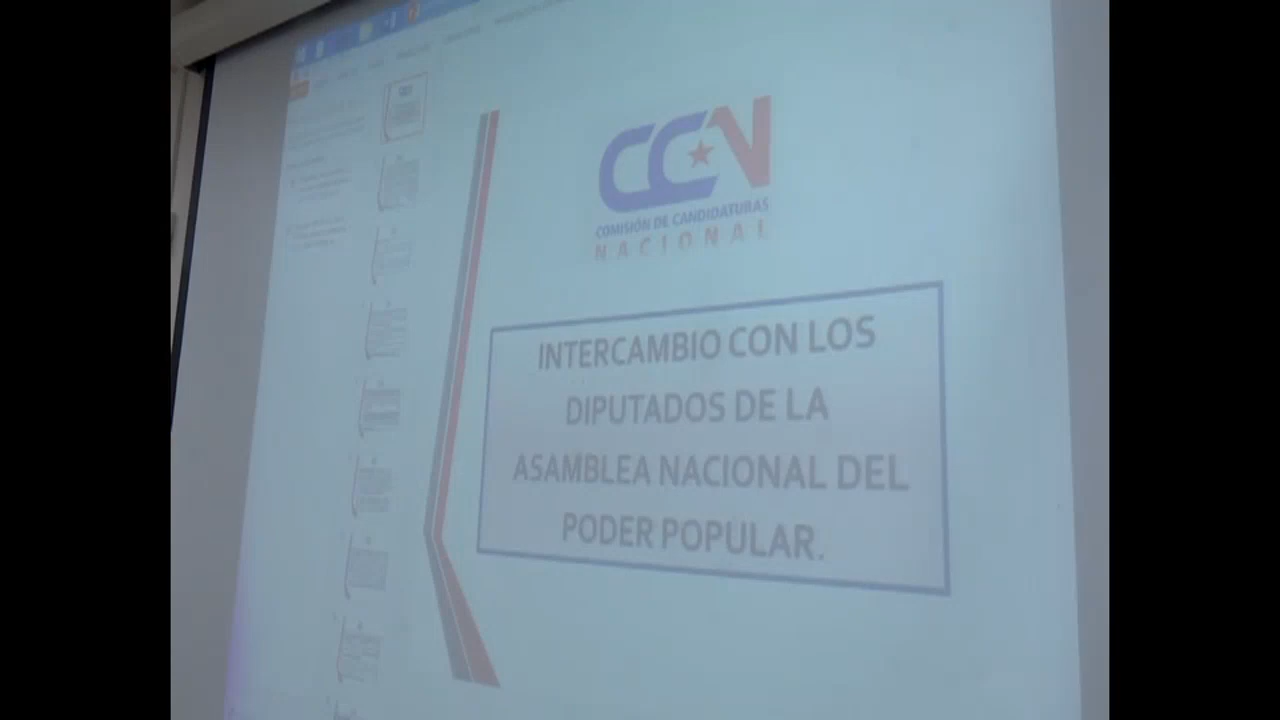 CCN
COMISIÓN DE CANDIDATURAS
NACIONAL
INTERCAMBIO CON LOS
DIPUTADOS DE LA
ASAMBLEA NACIONAL DEL
PODER POPULAR.